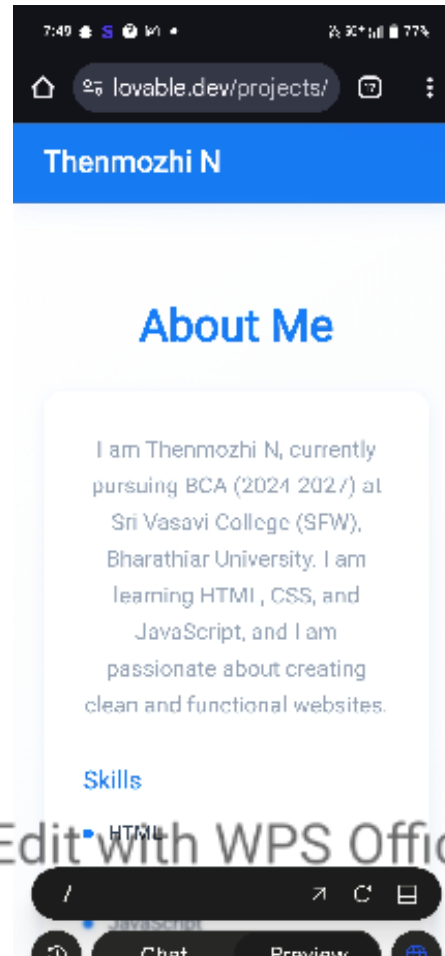 7:49
77%
lovable.dev/projects/
17
Thenmozhi N
About Me
I am Thenmozhi N, currently
pursuing BCA (2024 2027) at
Sri Vasavi College (SFW),
Bharathiar University. I am
learning HTML, CSS, and
JavaScript, and I am
passionate about creating
clean and functional websites.
Skills
HTML
Edit with WPS Offic
/
JavaScript
Chat Preview